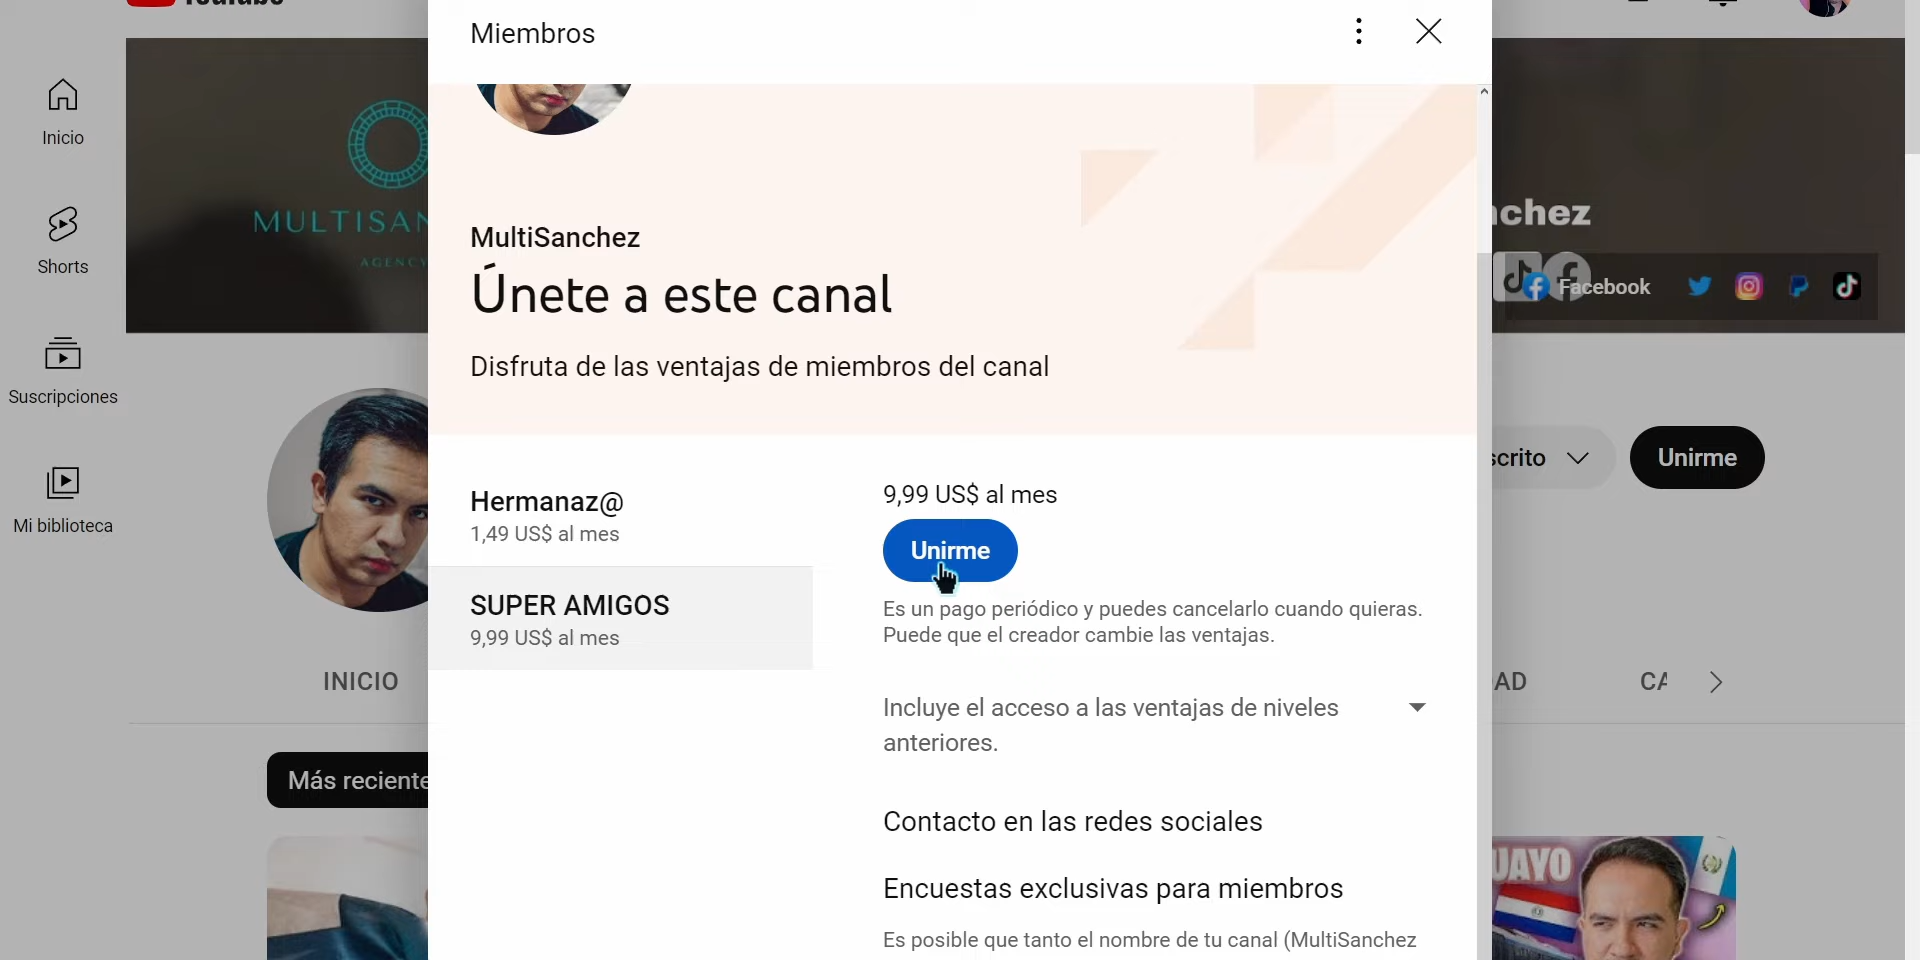 Miembros
Inicio
Shorts
Suscripciones
Mi biblioteca
MULTISAN
AGENCY
MultiSanchez
Únete a este canal
Disfruta de las ventajas de miembros del canal
nchez
Facebook
scrito
Unirme
Hermanaz@
1,49 US$ al mes
SUPER AMIGOS
9,99 US$ al mes
9,99 US$ al mes
Unirme
Es un pago periódico y puedes cancelarlo cuando quieras.
Puede que el creador cambie las ventajas.
Incluye el acceso a las ventajas de niveles
anteriores.
Contacto en las redes sociales
Encuestas exclusivas para miembros
Es posible que tanto el nombre de tu canal (MultiSanchez
INICIO
AD
CA
Más reciente
UAYO